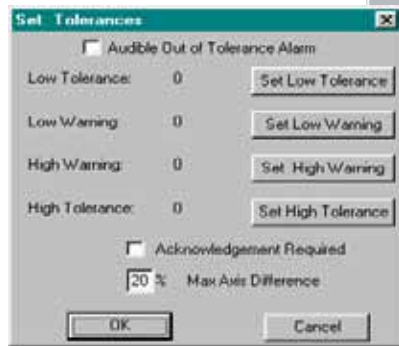 Set Tolerances
Audible Out of Tolerance Alarm
Low Tolerance: 0 Set Low Tolerance
Low Warning: 0 Set Low Warning
High Warning: 0 Set High Warning
High Tolerance: 0 Set High Tolerance
Acknowledgement Required
20 % Max Axis Difference
OK Cancel